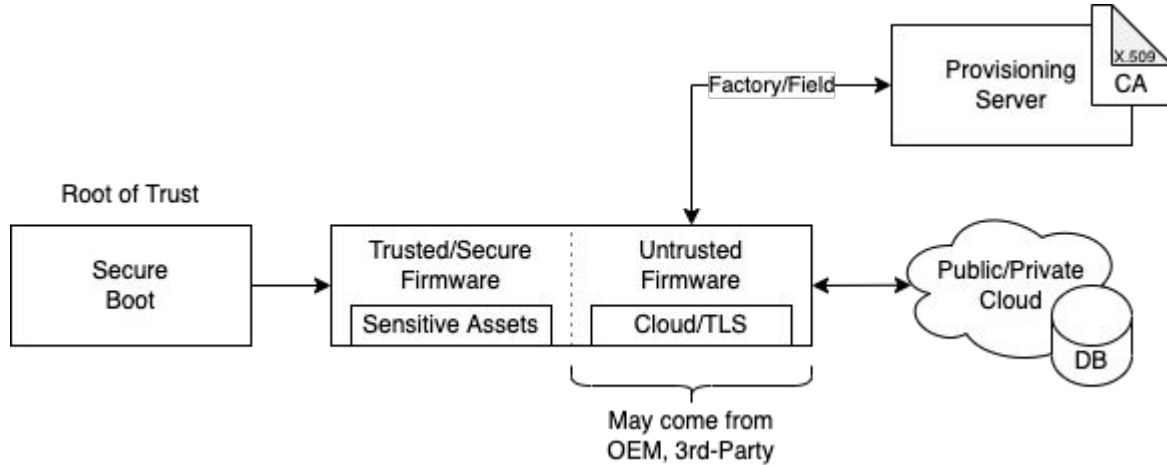 X.509
CA
Provisioning
Server
Factory/Field
Root of Trust
Secure
Boot
Trusted/Secure
Firmware
Sensitive Assets
Untrusted
Firmware
Cloud/TLS
Public/Private
Cloud
DB
May come from
OEM, 3rd-Party